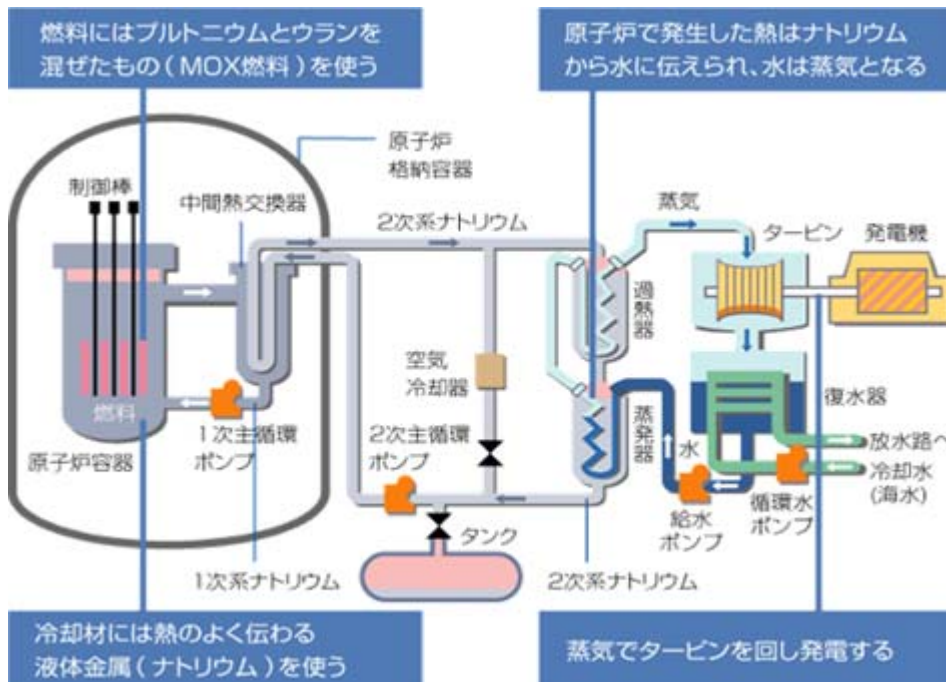 燃料にはプルトニウムとウランを
混ぜたもの(MOX燃料)を使う
原子炉で発生した熱はナトリウム
から水に伝えられ、水は蒸気となる
原子炉
格納容器
制御棒
中間熱交換器
2次系ナトリウム
蒸気
タービン
発電機
過熱器
空気
冷却器
燃料
1次主循環
ポンプ
2次主循環
ポンプ
蒸発器
水
復水器
放水路へ
冷却水
(海水)
原子炉容器
給水
ポンプ
循環水
ポンプ
タンク
1次系ナトリウム
2次系ナトリウム
冷却材には熱のよく伝わる
液体金属(ナトリウム)を使う
蒸気でタービンを回し発電する